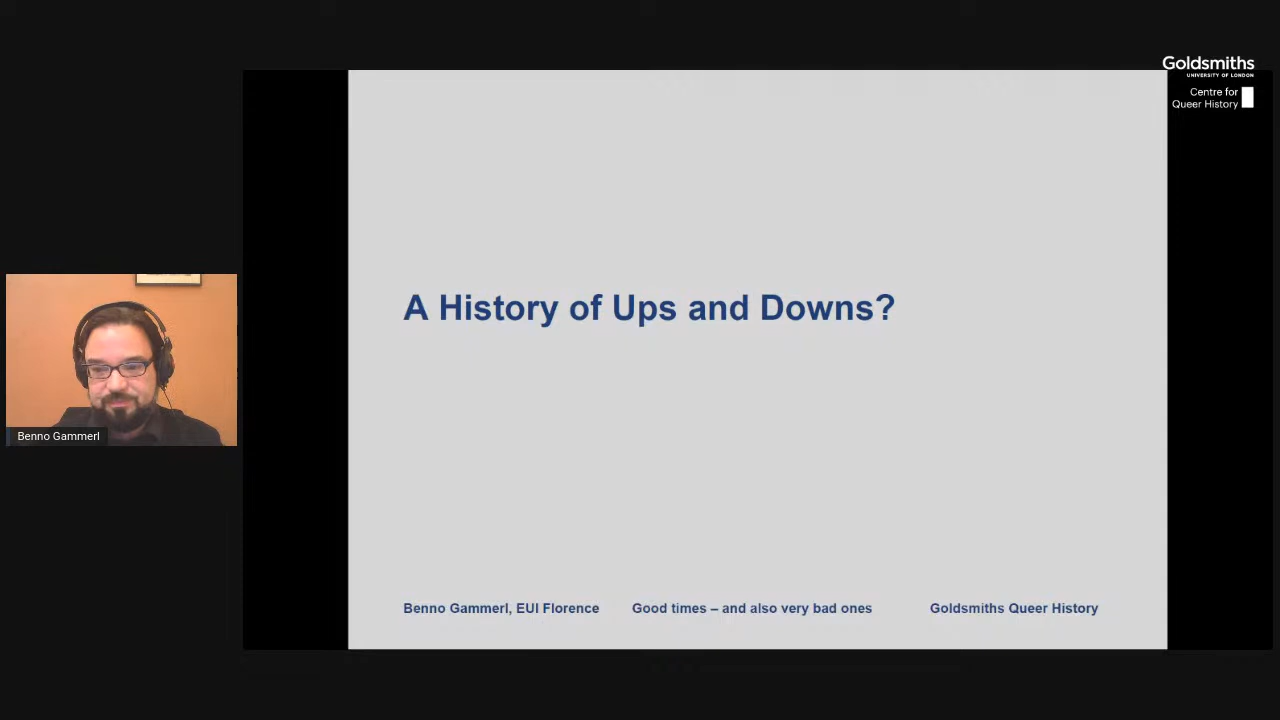 Goldsmiths
UNIVERSITY OF LONDON
Centre for
Queer History
A History of Ups and Downs?
Benno Gammerl
Benno Gammerl, EUI Florence
Good times – and also very bad ones
Goldsmiths Queer History